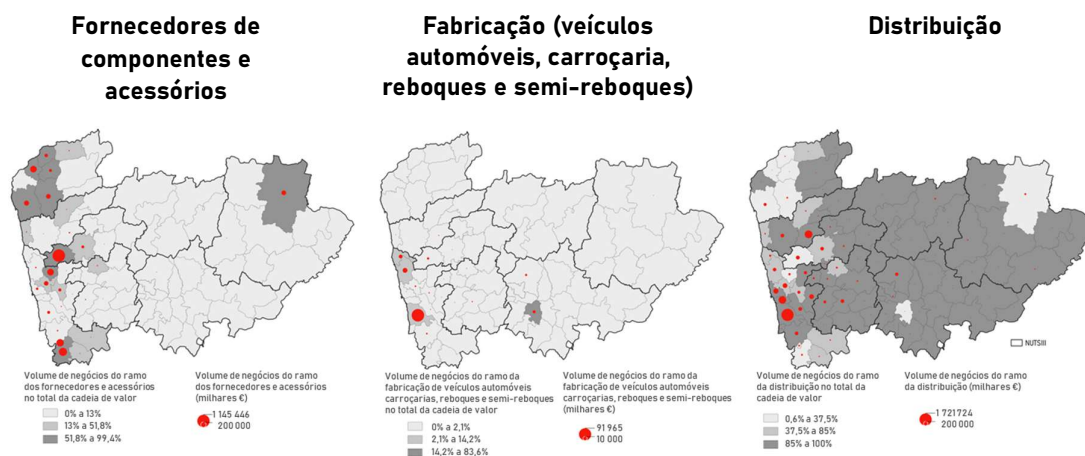 Fornecedores de
componentes e
acessórios
Fabricação (veículos
automóveis, carroçaria,
reboques e semi-reboques)
Distribuição
Volume de negócios do ramo
dos fornecedores e acessórios
no total da cadeia de valor
0% a 13%
13% a 51,8%
51,8% a 99,4%
Volume de negócios do ramo
dos fornecedores e acessórios
(milhares €)
1 145 446
200 000
Volume de negócios do ramo da
fabricação de veículos automóveis
carroçarias, reboques e semi-reboques
no total da cadeia de valor
0% a 2,1%
2,1% a 14,2%
14,2% a 83,6%
Volume de negócios do ramo da
fabricação de veículos automóveis
carroçarias, reboques e semi-reboques
(milhares €)
91 965
10 000
NUTSIII
Volume de negócios do ramo
da distribuição no total da
cadeia de valor
0,6% a 37,5%
37,5% a 85%
85% a 100%
Volume de negócios do ramo
da distribuição (milhares €)
1 721 724
200 000